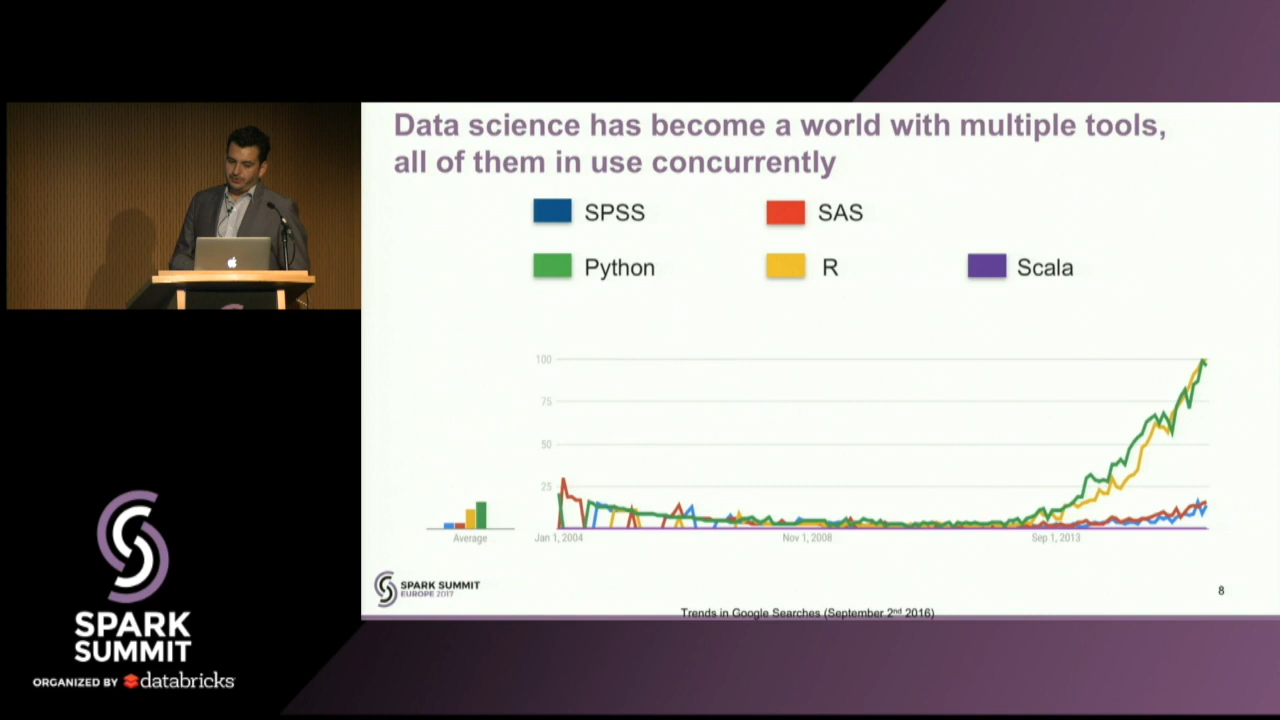 Data science has become a world with multiple tools,
all of them in use concurrently
SPSS
SAS
Python
R
Scala
100
75
50
25
Average
Jan 1, 2004
Nov 1, 2008
Sep 1, 2013
SPARK SUMMIT
EUROPE 2017
8
Trends in Google Searches (September 2nd 2016)
SPARK
SUMMIT
ORGANIZED BY databricks